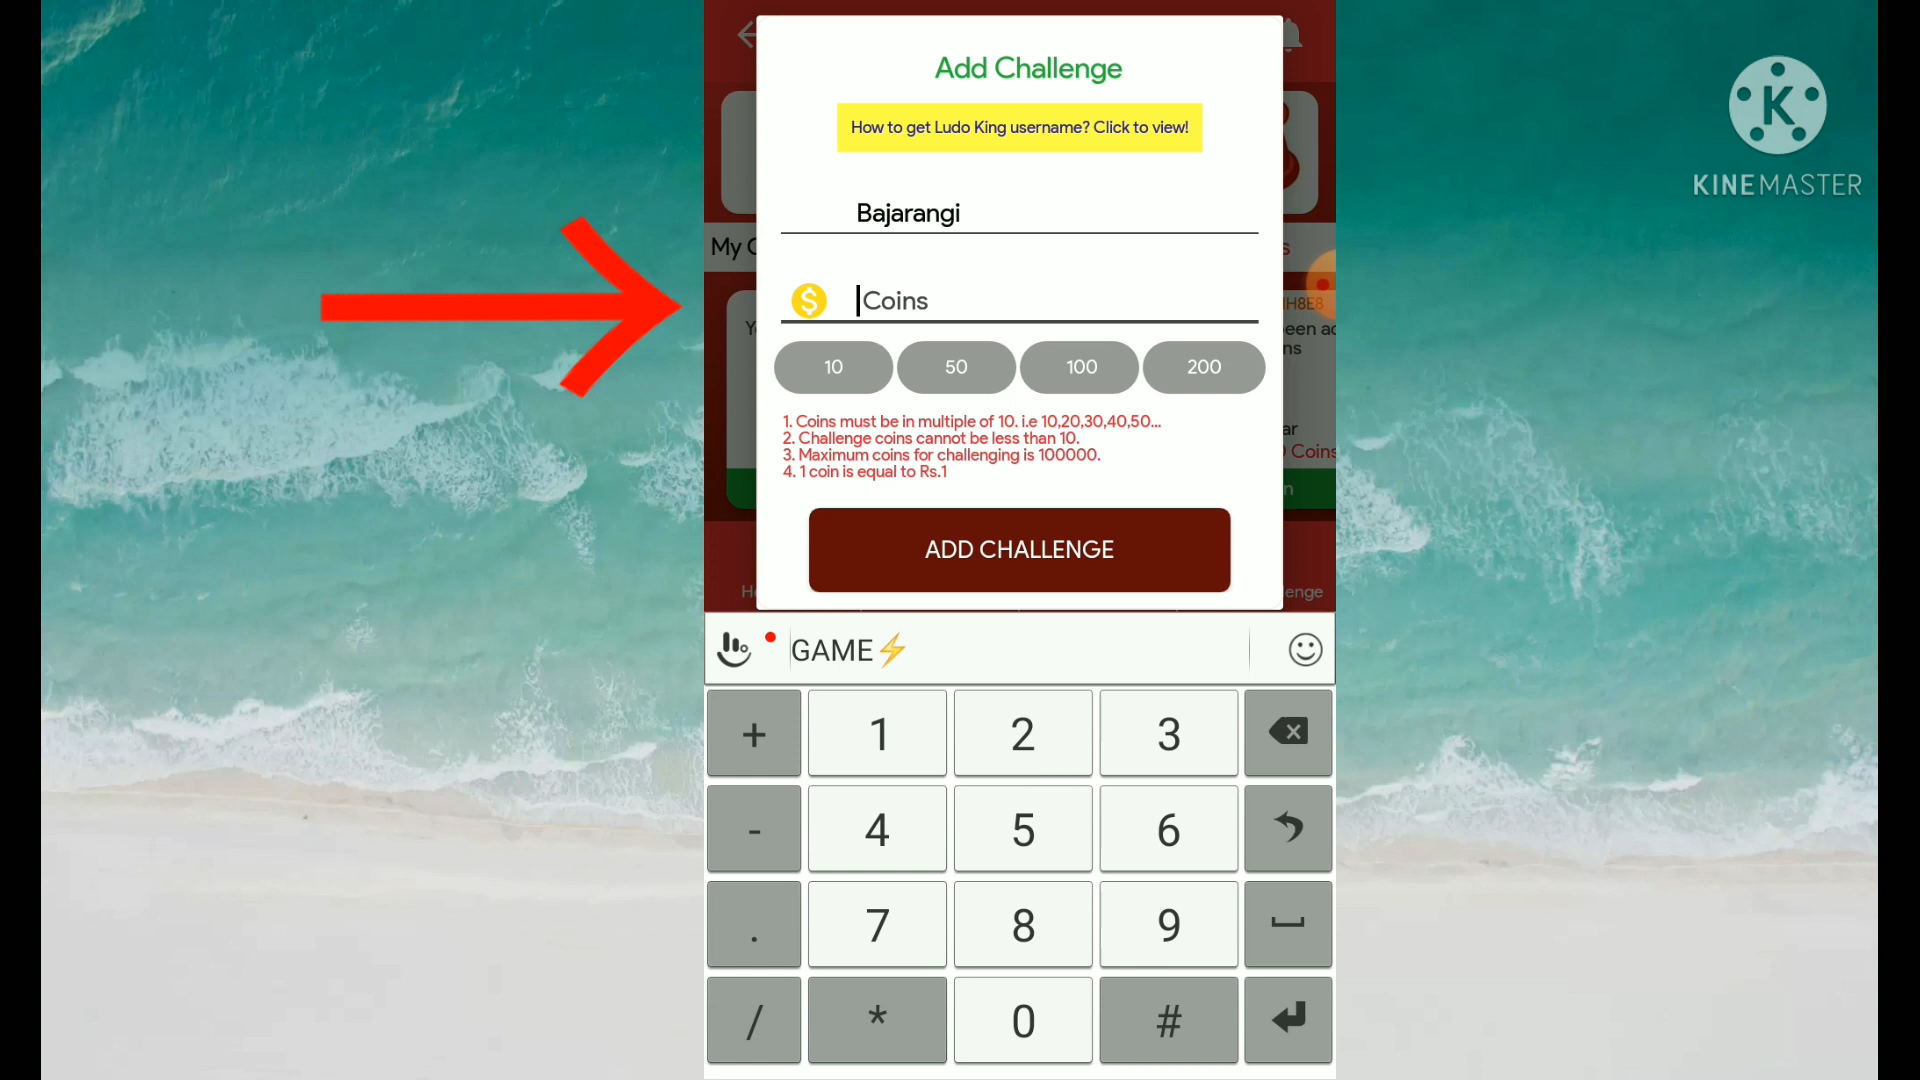 Add Challenge
How to get Ludo King username? Click to view!
Bajarangi
My
Coins
10 50 100 200
1. Coins must be in multiple of 10. i.e 10,20,30,40,50...
2. Challenge coins cannot be less than 10.
3. Maximum coins for challenging is 100000.
4. 1 coin is equal to Rs.1
Coins
ADD CHALLENGE
GAME⚡
+ 1 2 3
- 4 5 6
. 7 8 9
/ * 0 #
K
KINEMASTER